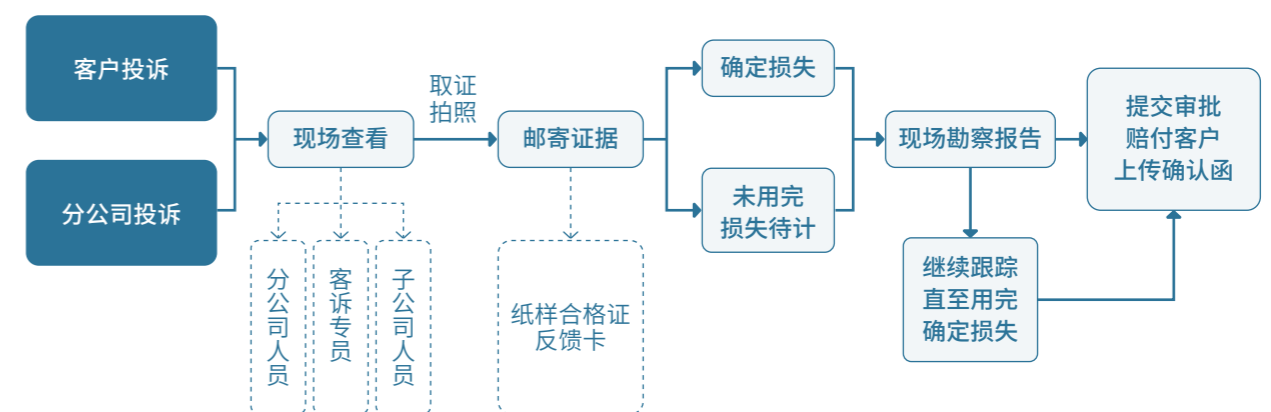 客户投诉
分公司投诉
现场查看
取证
拍照
邮寄证据
确定损失
未用完
损失待计
现场勘察报告
提交审批
赔付客户
上传确认函
继续跟踪
直至用完
确定损失
分公司人员
客诉专员
子公司人员
纸样合格证
反馈卡